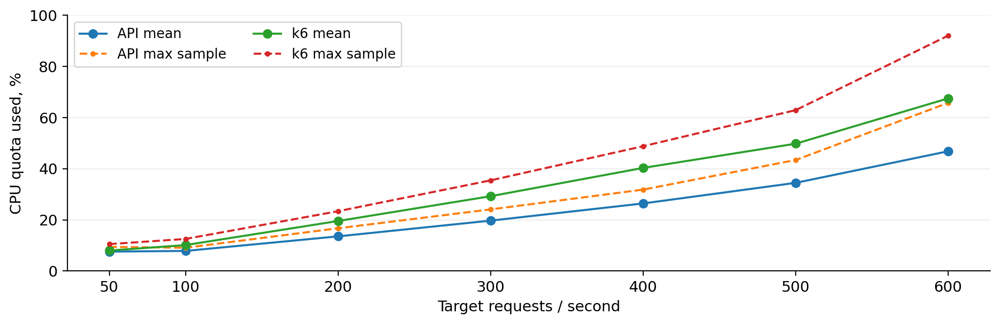 CPU quota used, %
100
80
60
40
20
0
API mean
API max sample
k6 mean
k6 max sample
50 100 200 300 400 500 600
Target requests / second